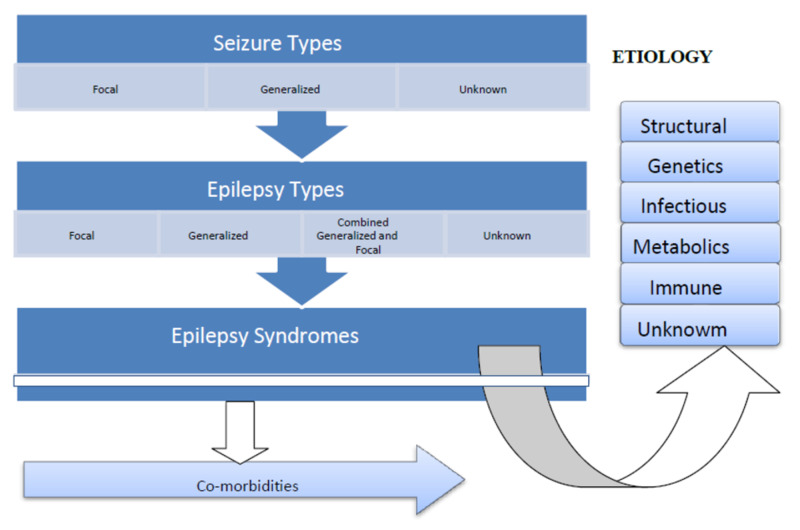 Seizure Types
Focal
Generalized
Unknown
Epilepsy Types
Focal
Generalized
Combined
Generalized and
Focal
Unknown
Epilepsy Syndromes
Co-morbidities
ETIOLOGY
Structural
Genetics
Infectious
Metabolics
Immune
Unknowm